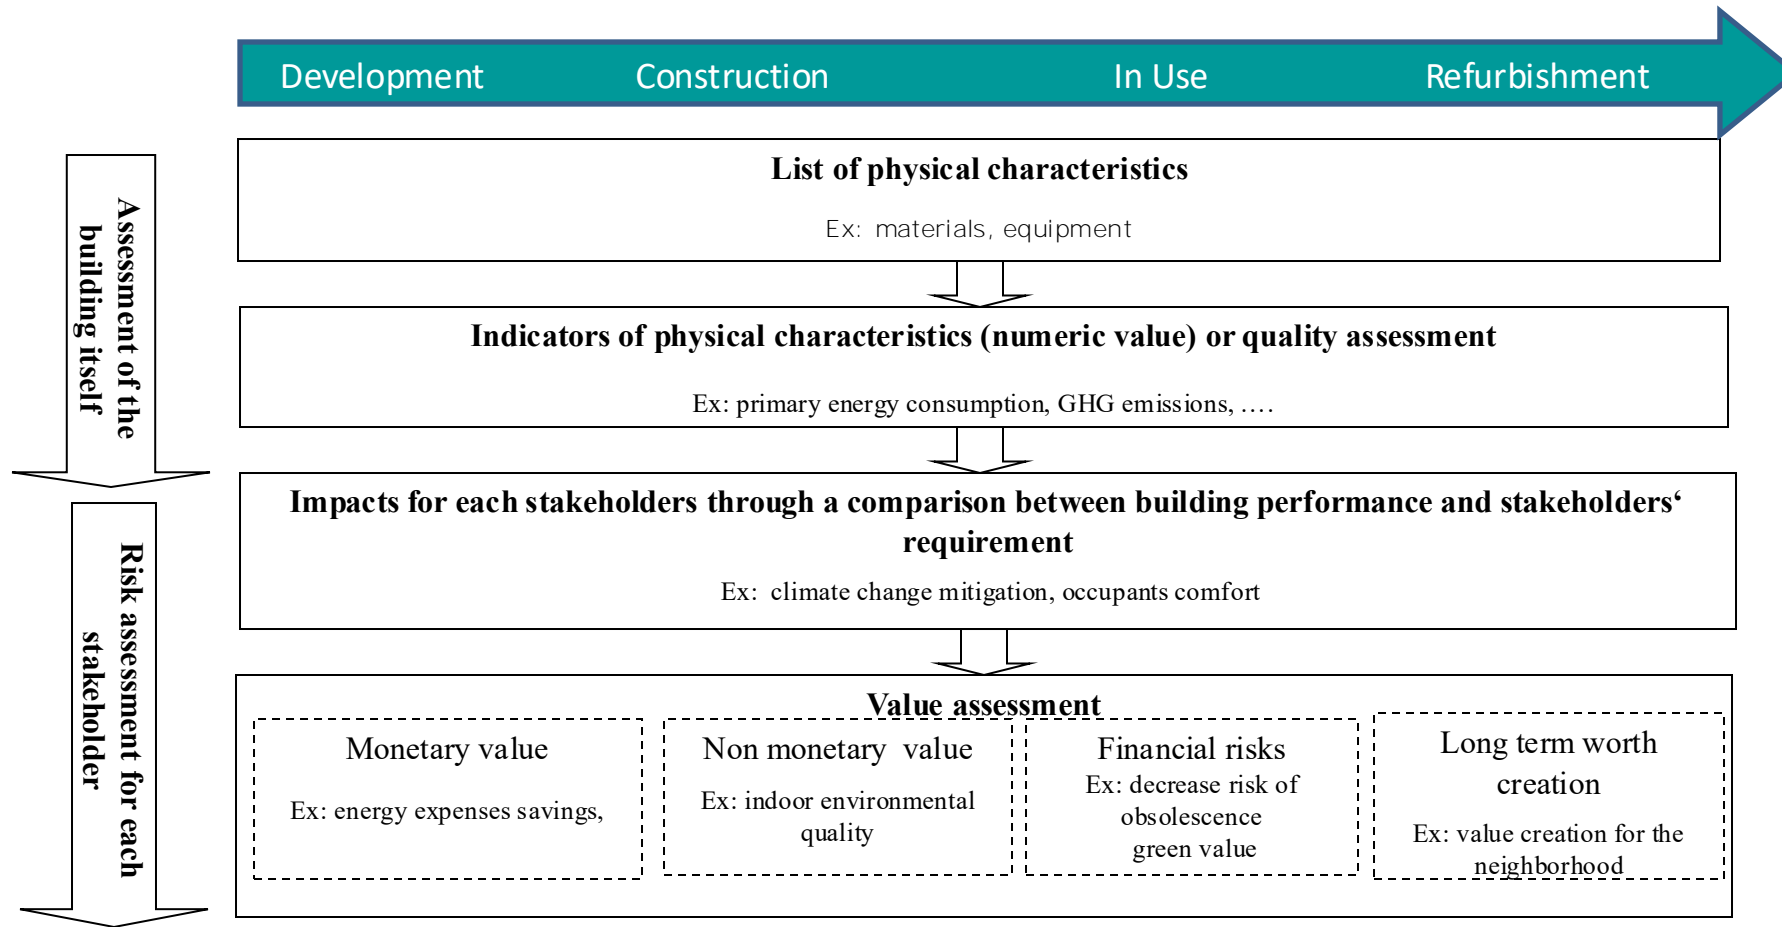 Development Construction In Use Refurbishment
Assessment of the
building itself
List of physical characteristics
Ex: materials, equipment
Indicators of physical characteristics (numeric value) or quality assessment
Ex: primary energy consumption, GHG emissions, ….
Risk assessment for each
stakeholder
Impacts for each stakeholders through a comparison between building performance and stakeholders‘
requirement
Ex: climate change mitigation, occupants comfort
Value assessment
Monetary value
Ex: energy expenses savings,
Non monetary value
Ex: indoor environmental
quality
Financial risks
Ex: decrease risk of
obsolescence
green value
Long term worth
creation
Ex: value creation for the
neighborhood